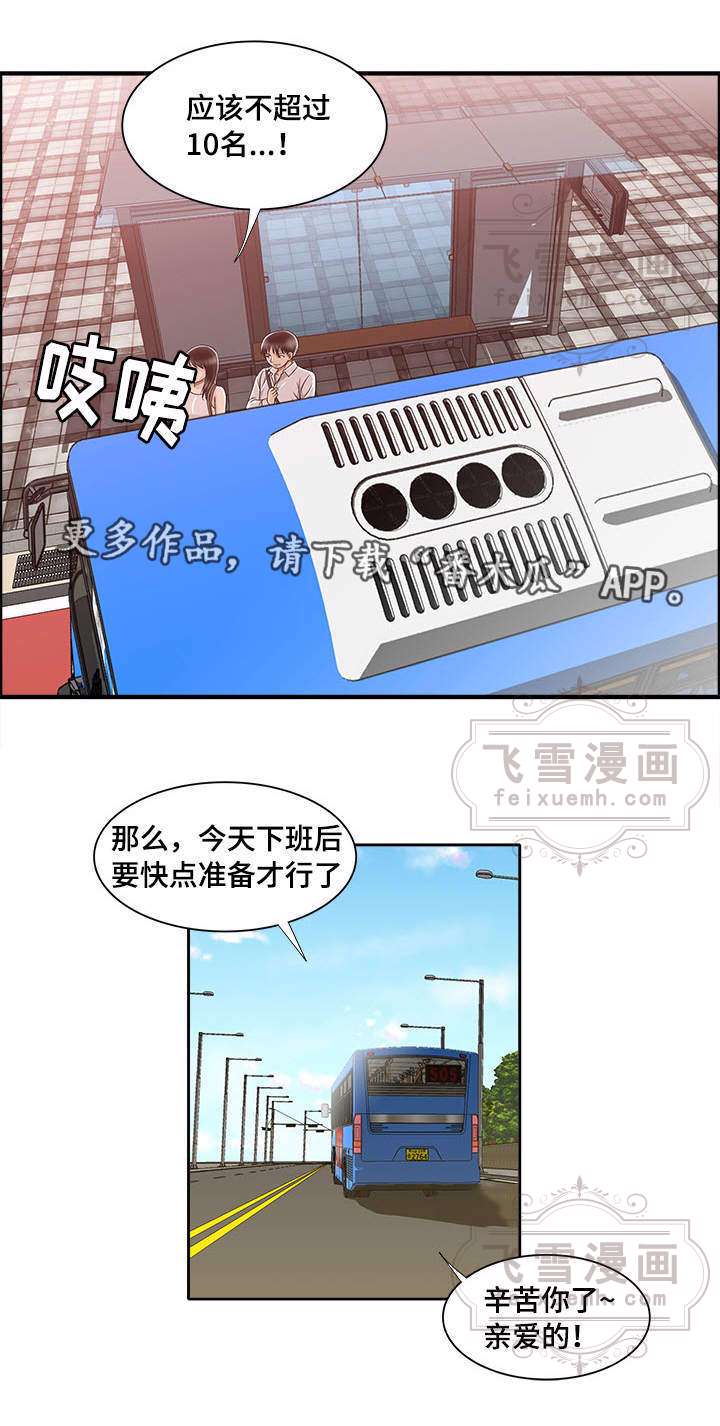 应该不超过
10名...！
飞雪漫画
feixuemh.com
吱咦
更多作品，请下载“番木瓜”APP。
飞雪漫画
feixuemh.com
那么，今天下班后
要快点准备才行了
505
2764
飞雪漫画
feixuemh.com
辛苦你了~
亲爱的！